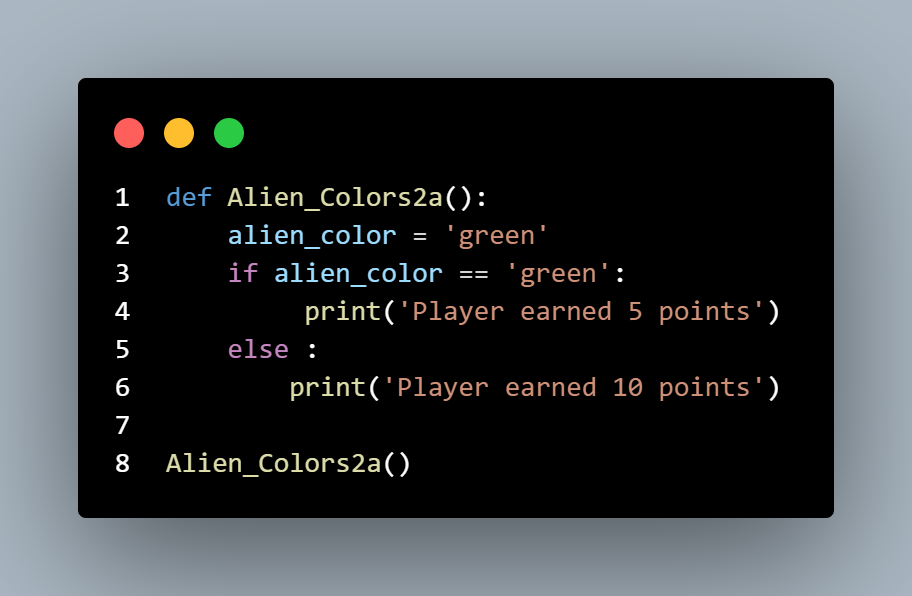 1 def Alien_Colors2a():
2     alien_color = 'green'
3     if alien_color == 'green':
4          print('Player earned 5 points')
5     else :
6         print('Player earned 10 points')
7
8 Alien_Colors2a()